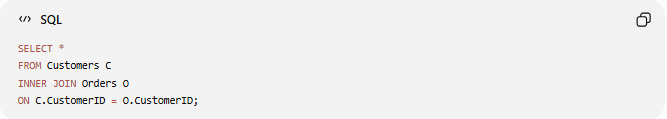 </> SQL
SELECT *
FROM Customers C
INNER JOIN Orders O
ON C.CustomerID = O.CustomerID;